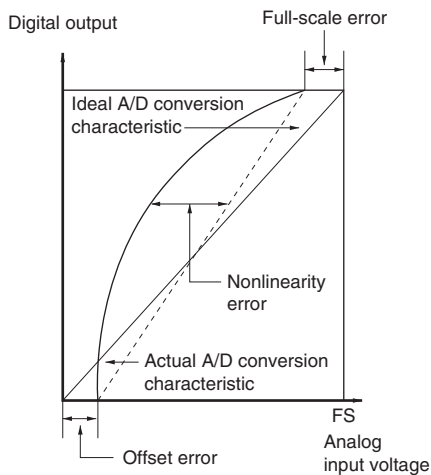 Full-scale error
Digital output
Ideal A/D conversion
characteristic
Nonlinearity
error
Actual A/D conversion
characteristic
FS
Offset error
Analog
input voltage